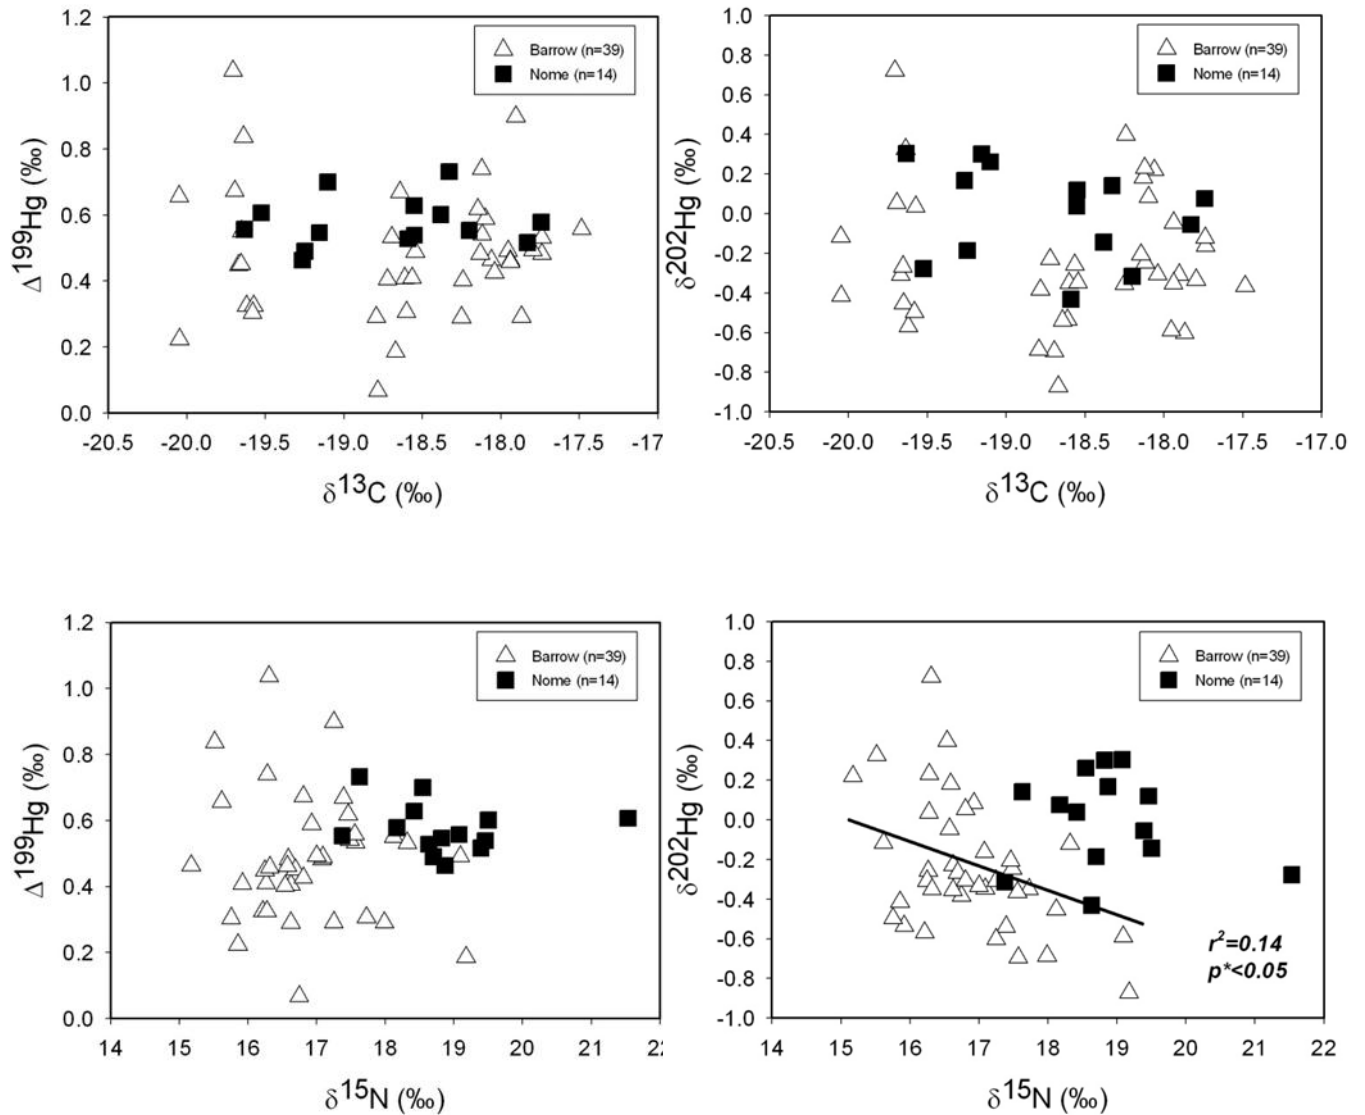 1.2
1.0
0.8
0.6
0.4
0.2
0.0
Δ199Hg (‰)
Barrow (n=39)
Nome (n=14)
-20.5 -20.0 -19.5 -19.0 -18.5 -18.0 -17.5 -17
δ13C (‰)
1.0
0.8
0.6
0.4
0.2
0.0
-0.2
-0.4
-0.6
-0.8
-1.0
δ202Hg (‰)
Barrow (n=39)
Nome (n=14)
-20.5 -20.0 -19.5 -19.0 -18.5 -18.0 -17.5 -17.0
δ13C (‰)
1.2
1.0
0.8
0.6
0.4
0.2
0.0
Δ199Hg (‰)
Barrow (n=39)
Nome (n=14)
14 15 16 17 18 19 20 21
δ15N (‰)
1.0
0.8
0.6
0.4
0.2
0.0
-0.2
-0.4
-0.6
-0.8
-1.0
δ202Hg (‰)
Barrow (n=39)
Nome (n=14)
r2=0.14
p*<0.05
14 15 16 17 18 19 20 21 22
δ15N (‰)